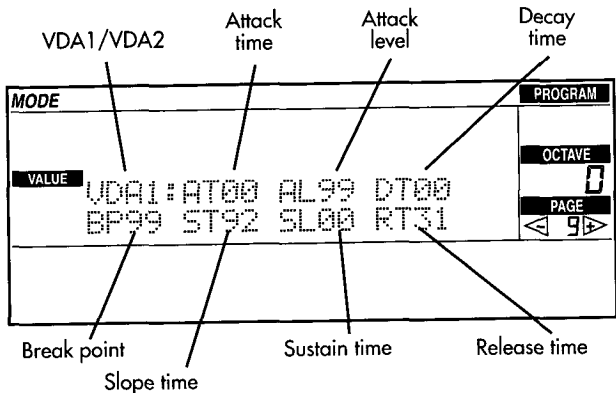 VDA1/VDA2
Attack time
Attack level
Decay time
MODE
PROGRAM
OCTAVE
0
VALUE
VDA1:AT00 AL99 DT00
BP99 ST92 SL00 RT31
PAGE
- 9 +
Break point
Slope time
Sustain time
Release time